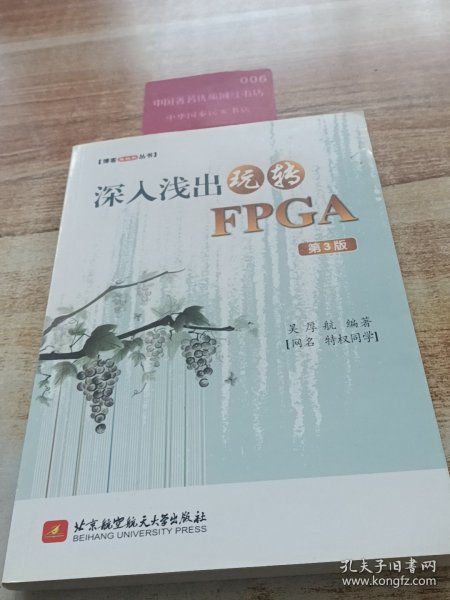 006
中国书
【博客藏经阁丛书】
深入浅出玩转
FPGA
第3版
吴厚航 编著
[网名 特权同学]
北京航空航天大学出版社
BEIHANG UNIVERSITY PRESS
孔夫子旧书网
www.kongfz.com